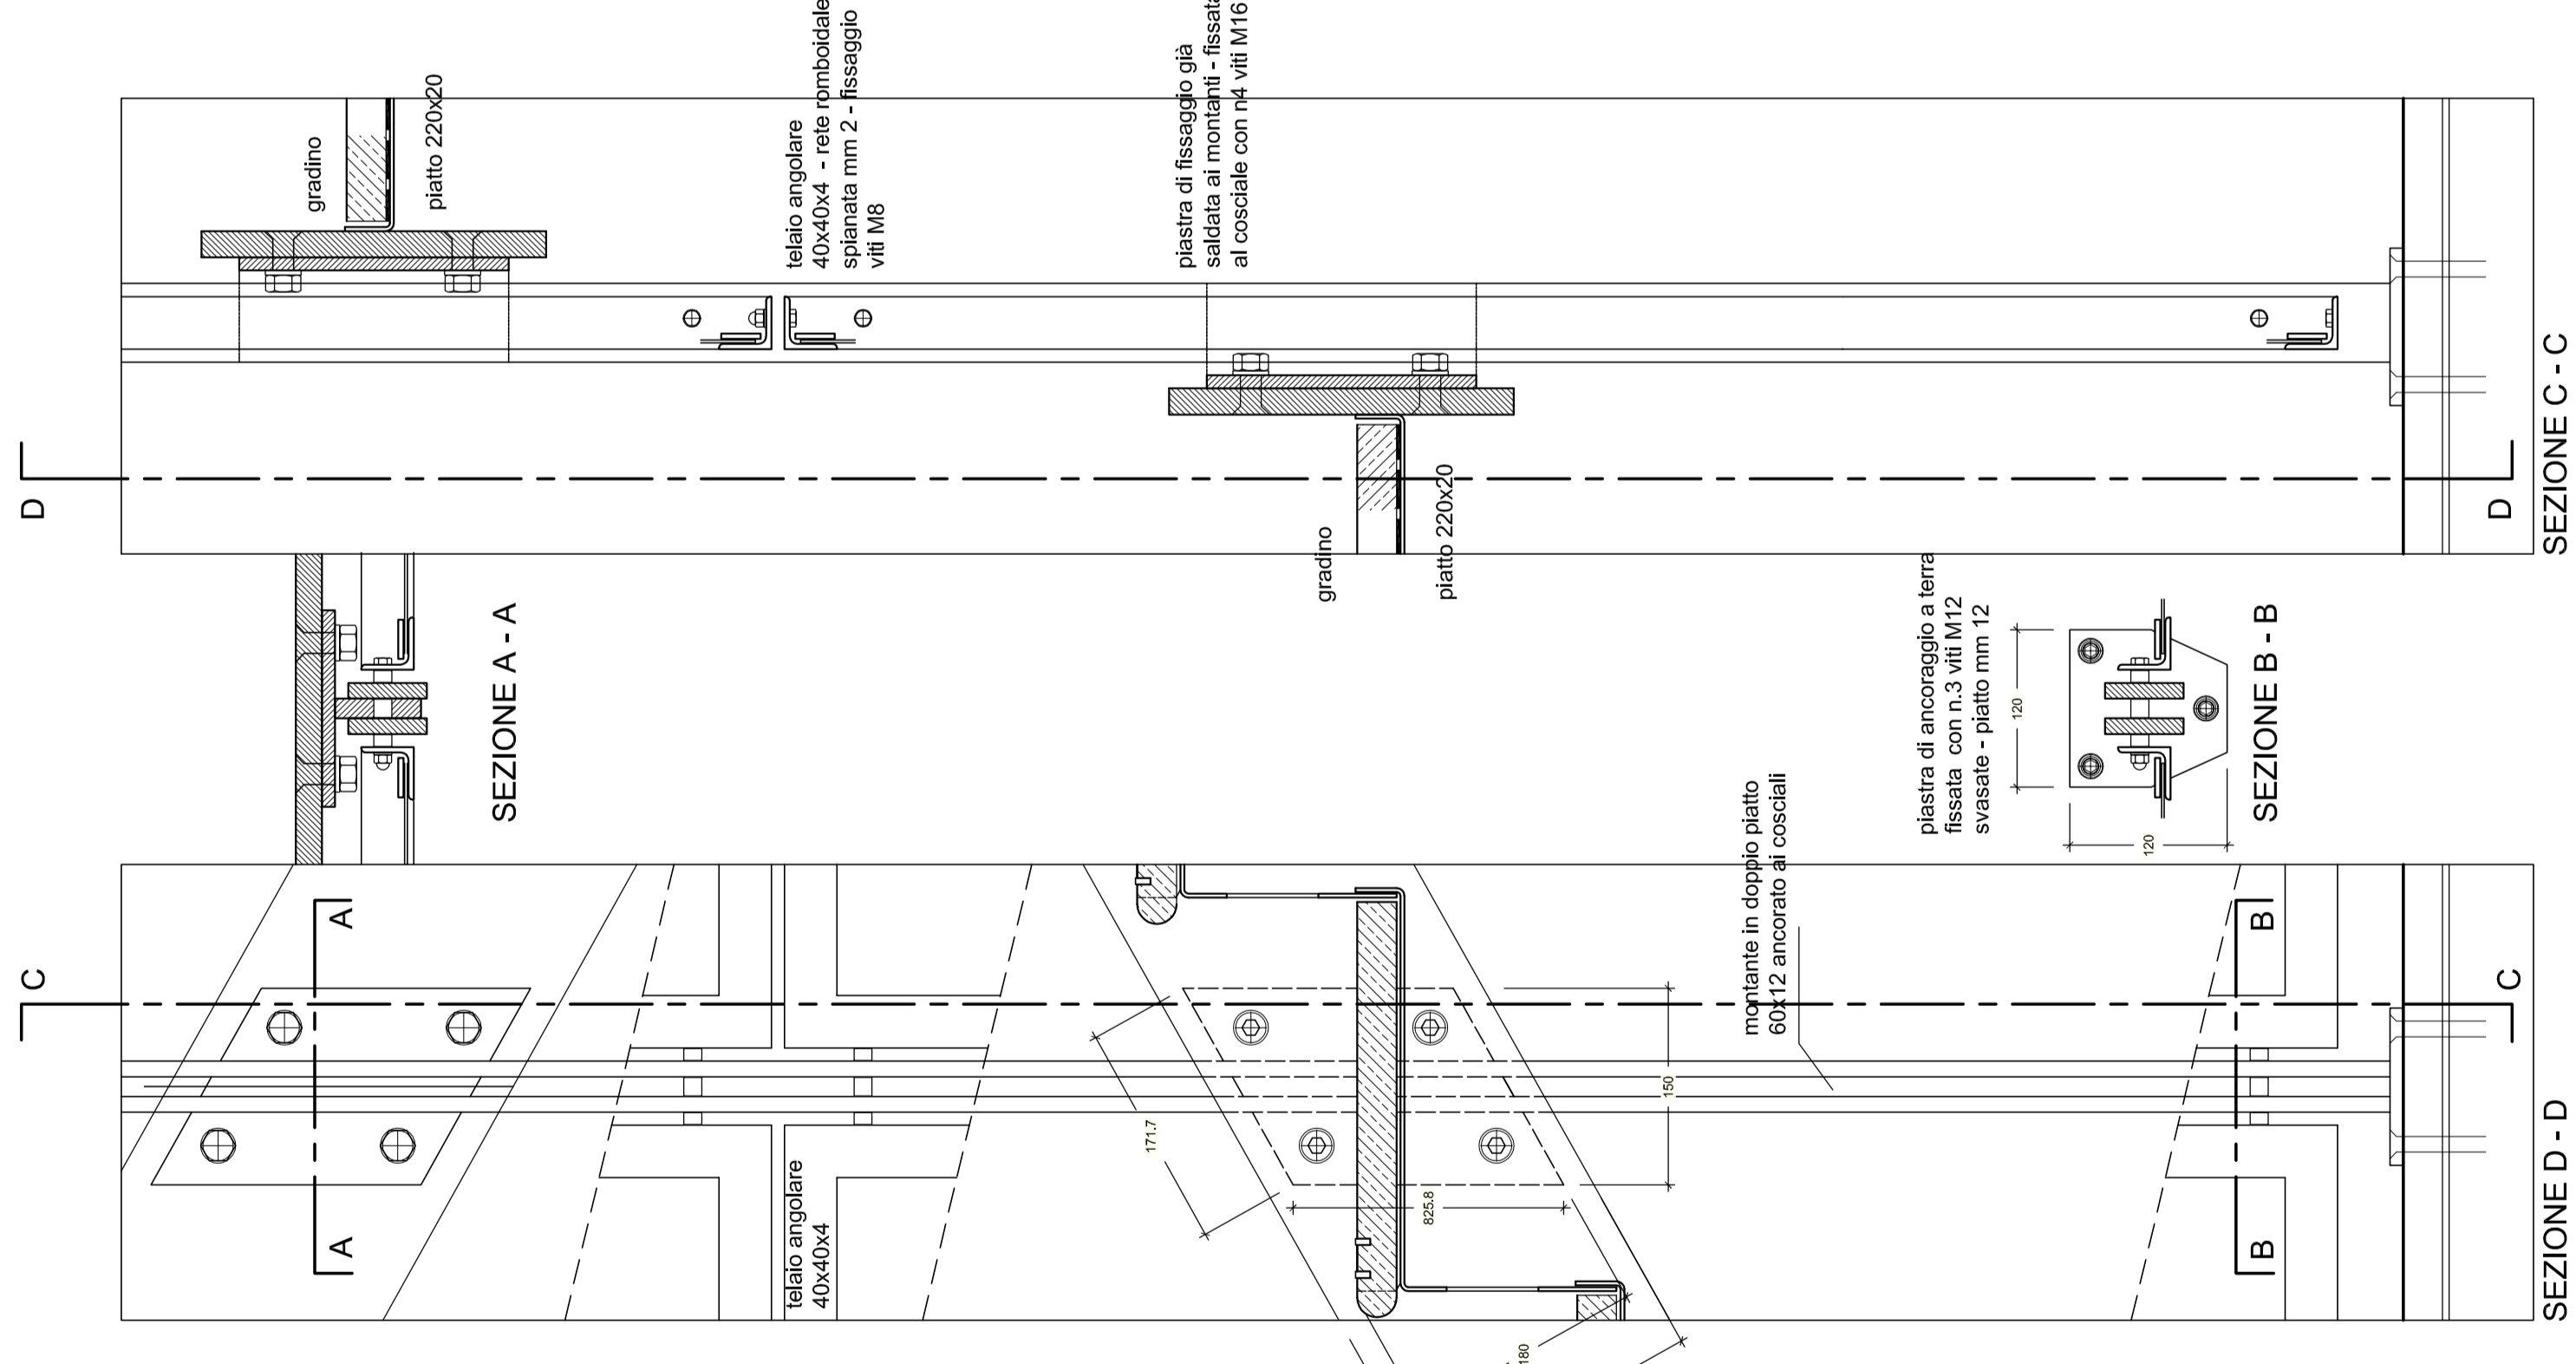 D
gradino
piatto 220x20
telaio angolare
40x40x4 - rete romboidale
spianata mm 2 - fissaggio
viti M8
piastra di fissaggio già
saldata ai montanti - fissata
al cosciale con n4 viti M16
gradino
piatto 220x20
D
SEZIONE C - C
SEZIONE A - A
piastra di ancoraggio a terra
fissata con n.3 viti M12
svasate - piatto mm 12
120
120
SEZIONE B - B
C
A
A
telaio angolare
40x40x4
171.7
825.8
150
180
montante in doppio piatto
60x12 ancorato ai cosciali
B
B
C
SEZIONE D - D